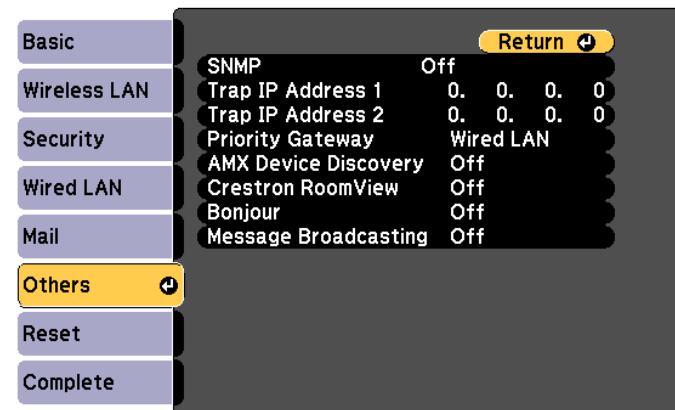 Basic
Wireless LAN
Security
Wired LAN
Mail
Others
Reset
Complete
Return
SNMP Off
Trap IP Address 1 0. 0. 0. 0
Trap IP Address 2 0. 0. 0. 0
Priority Gateway Wired LAN
AMX Device Discovery Off
Crestron RoomView Off
Bonjour Off
Message Broadcasting Off